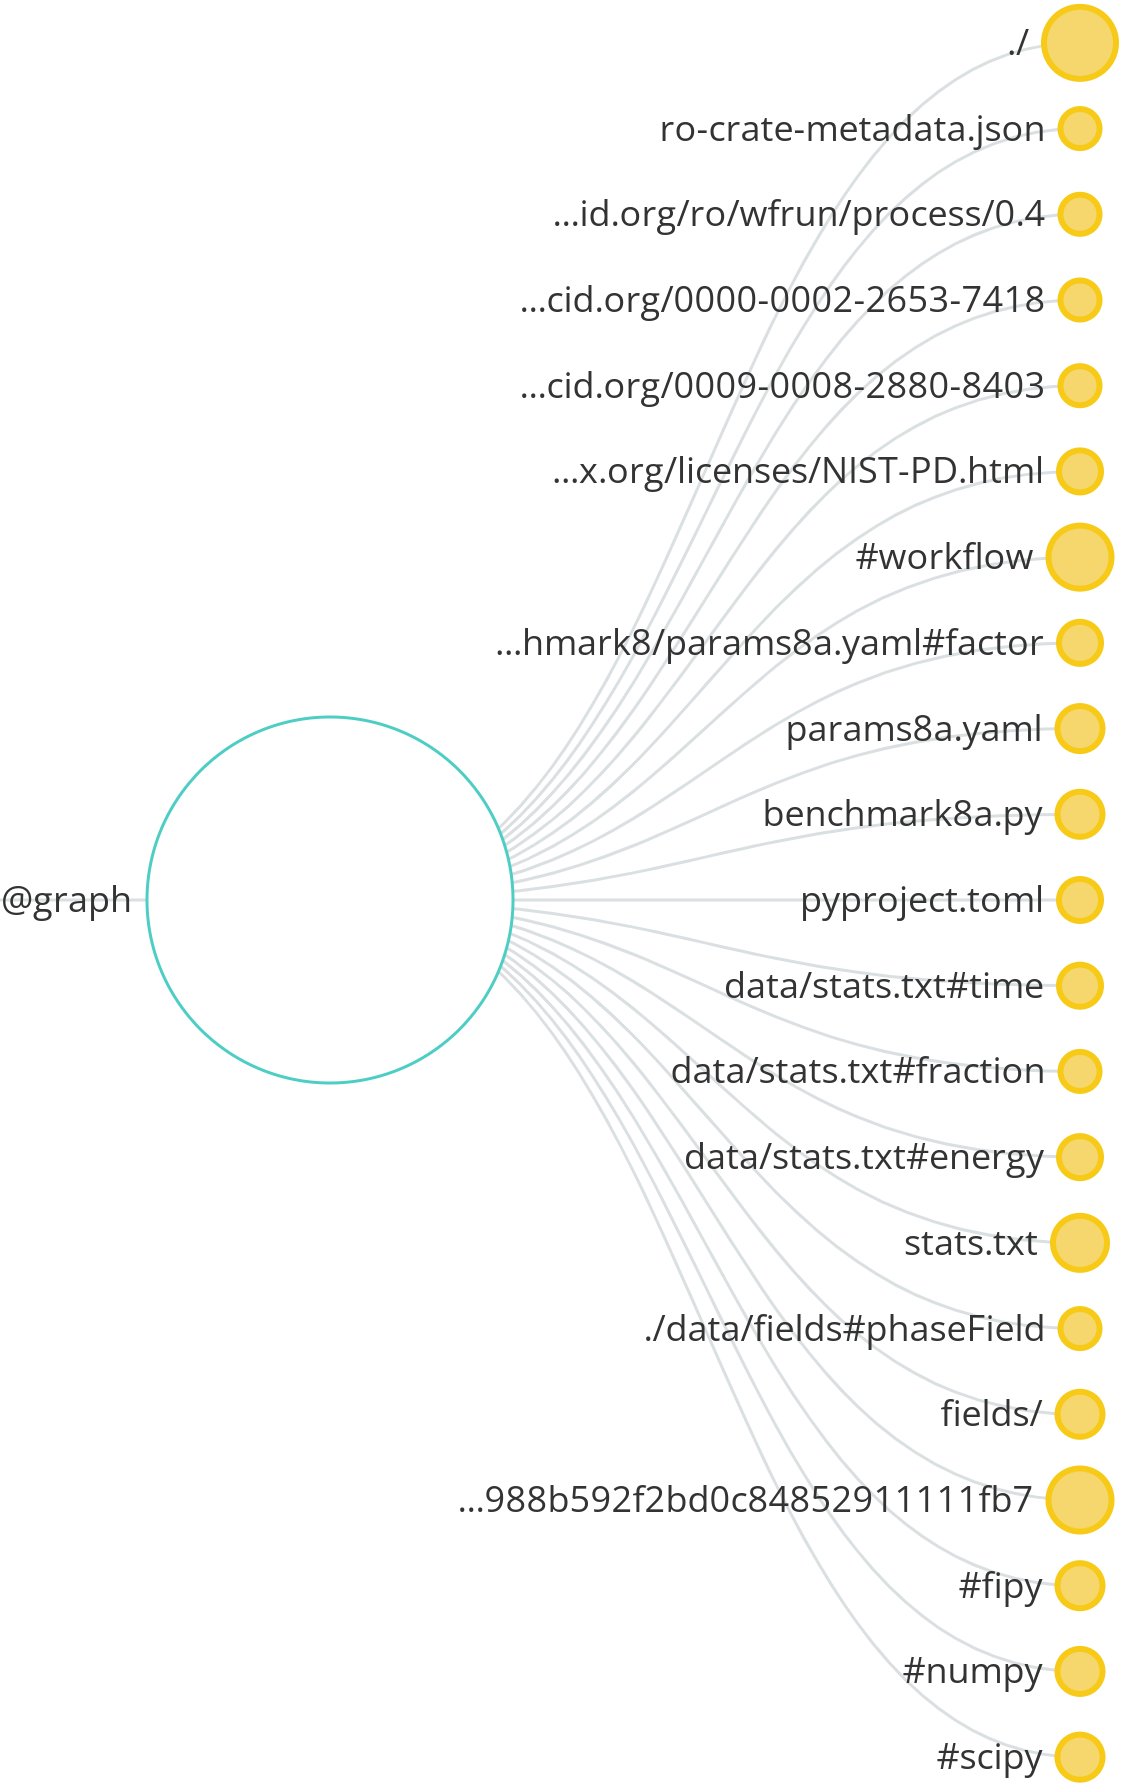 ./
ro-crate-metadata.json
...id.org/ro/wfrun/process/0.4
...cid.org/0000-0002-2653-7418
...cid.org/0009-0008-2880-8403
...x.org/licenses/NIST-PD.html
#workflow
...hmark8/params8a.yaml#factor
params8a.yaml
benchmark8a.py
@graph
pyproject.toml
data/stats.txt#time
data/stats.txt#fraction
data/stats.txt#energy
stats.txt
./data/fields#phaseField
fields/
...988b592f2bd0c84852911111fb7
#fipy
#numpy
#scipy